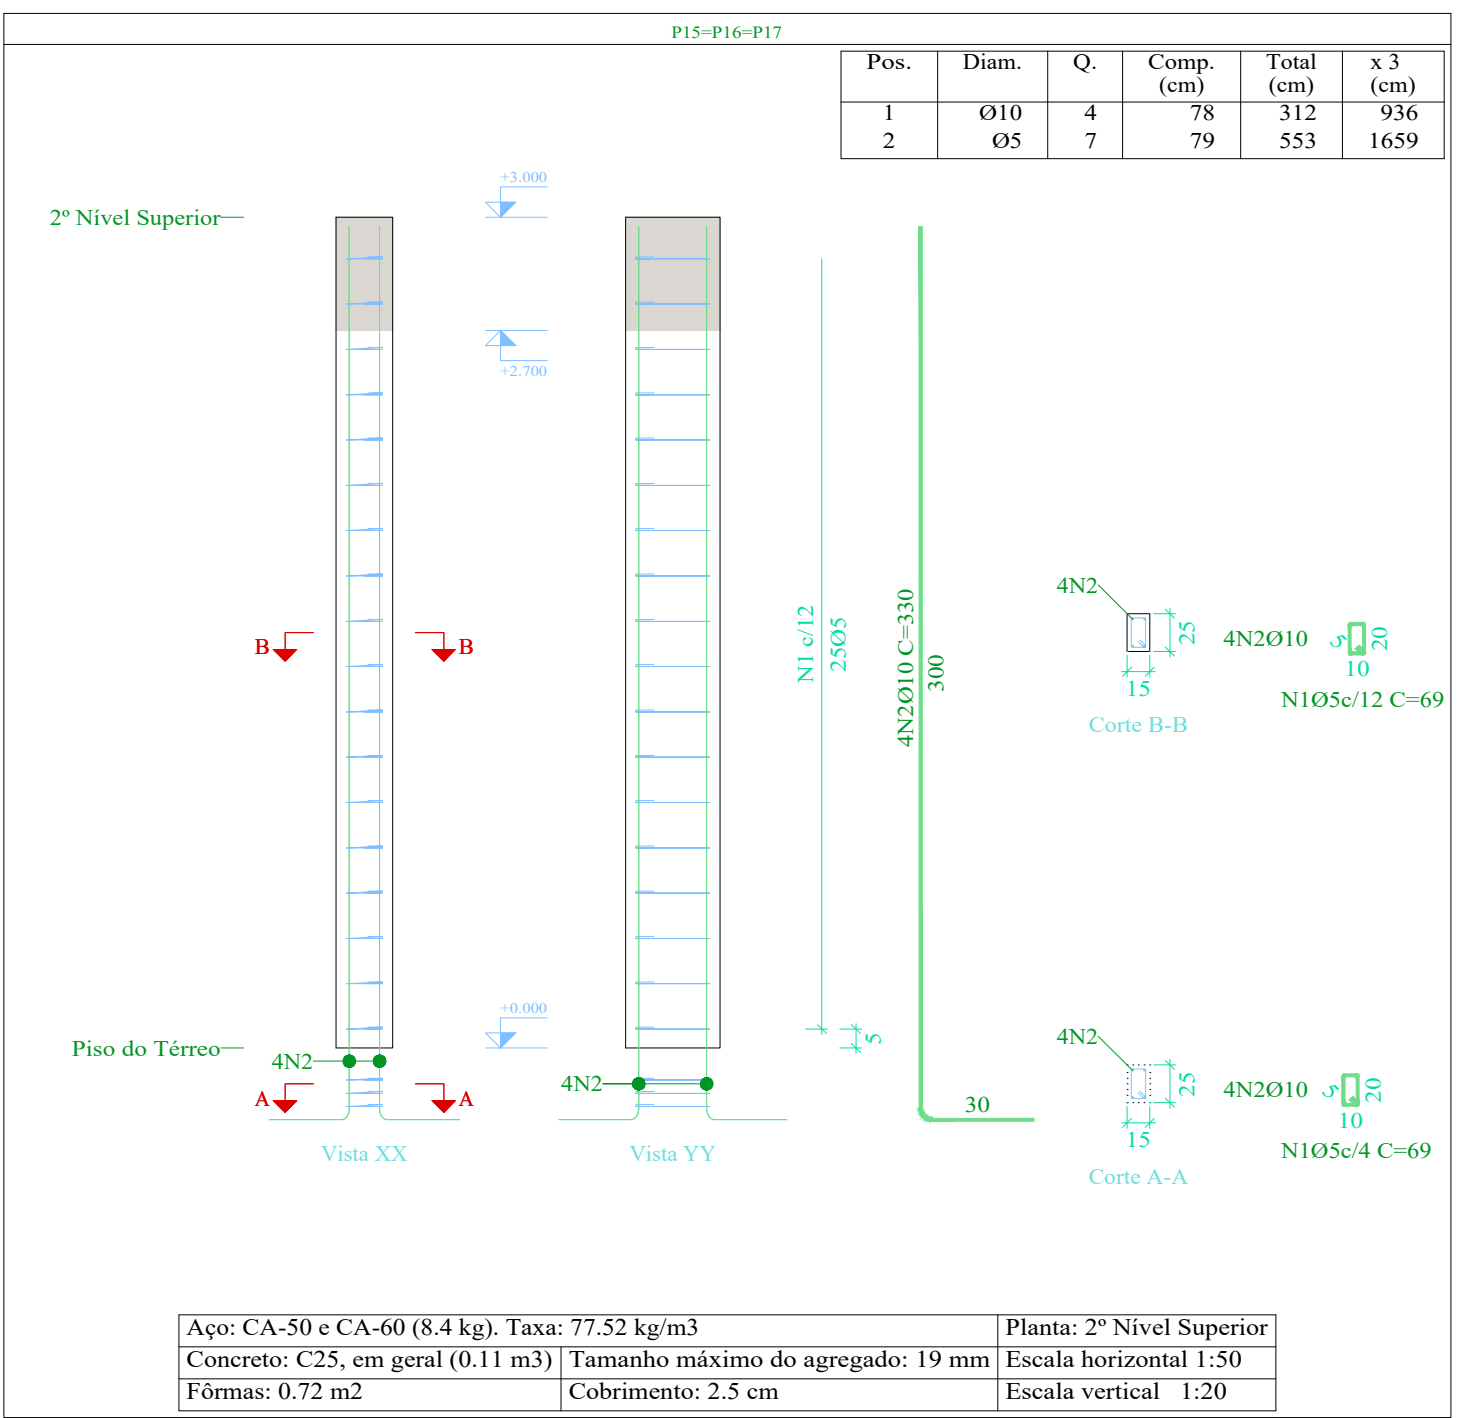 P15=P16=P17
Pos. Diam. Q. Comp. (cm) Total (cm) x 3 (cm)
1 Ø10 4 78 312 936
2 Ø5 7 79 553 1659
+3.000
2º Nível Superior
+2.700
N1 c/12
25Ø5
4N2Ø10 C=330
300
4N2
25
15
Corte B-B
4N2Ø10
5
20
10
N1Ø5c/12 C=69
B B
B B
+0.000
Piso do Térreo
5
4N2
4N2
A A
A A
30
Vista XX
Vista YY
4N2
25
15
Corte A-A
4N2Ø10
5
20
10
N1Ø5c/4 C=69
Aço: CA-50 e CA-60 (8.4 kg). Taxa: 77.52 kg/m3 Planta: 2º Nível Superior
Concreto: C25, em geral (0.11 m3) Tamanho máximo do agregado: 19 mm Escala horizontal 1:50
Fôrmas: 0.72 m2 Cobrimento: 2.5 cm Escala vertical 1:20